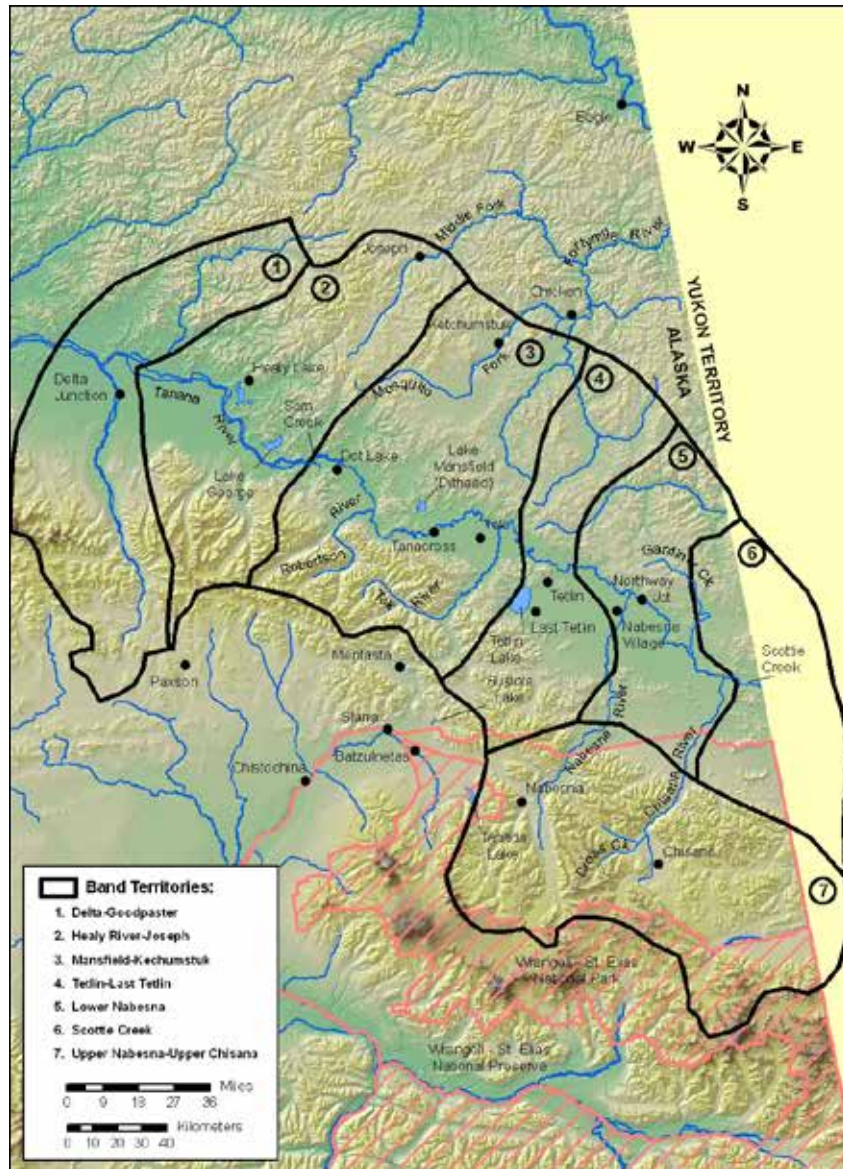 N
W E
S
Eagle
Middle Fork
Fortymile River
Joseph
1
2
Chicken
Ketchumstuk
3
Fork
Mosquito
4
YUKON TERRITORY
ALASKA
Healy Lake
Delta
Junction
Tanana
River
Sam
Creek
Dot Lake
Lake
George
Lake
Mansfield
(Dihthaad)
5
River
Robertson
Tanacross
Tok
6
Gardiner Ck
Tok River
Tetlin
Northway
Jct
Last Tetlin
Nabesna
Village
Tetlin
Lake
Scottie
Creek
Paxson
Mentasta
Lake
Slana
Batzulnetas
Chistochina
Nabesna River
Chisana River
Nabesna
Lake
Cross Ck
Chisana
7
Wrangell - St. Elias
National Park
Wrangell - St. Elias
National Preserve
Band Territories:
1. Delta-Goodpaster
2. Healy River-Joseph
3. Mansfield-Kechumstuk
4. Tetlin-Last Tetlin
5. Lower Nabesna
6. Scottie Creek
7. Upper Nabesna-Upper Chisana
Miles
0 9 18 27 36
Kilometers
0 10 20 30 40